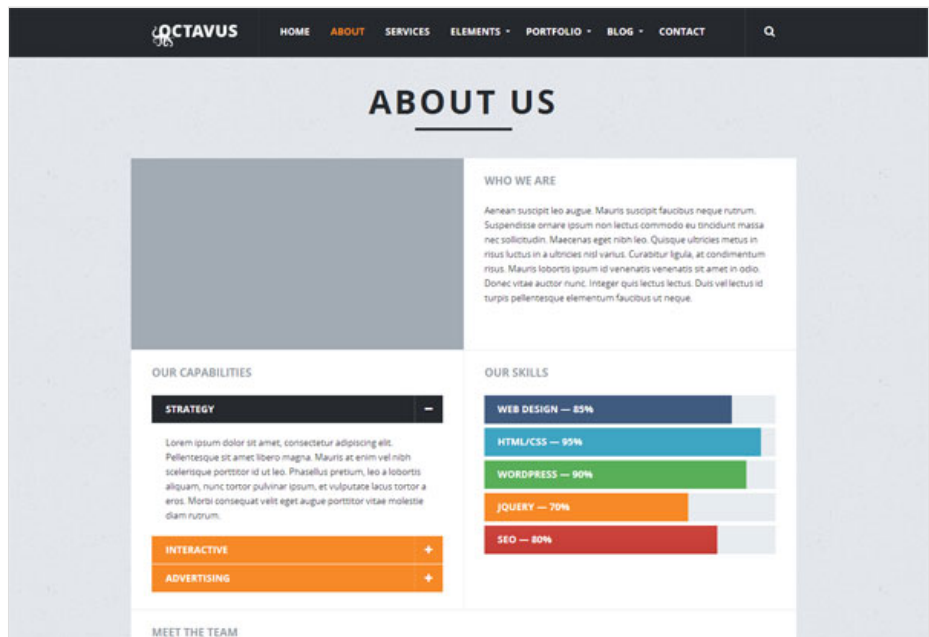 OCTAVUS
HOME ABOUT SERVICES ELEMENTS PORTFOLIO BLOG CONTACT
ABOUT US
WHO WE ARE
Aenean suscipit leo augue. Mauris suscipit faucibus neque rutrum.
Suspendisse ornare ipsum non lectus commodo eu tincidunt massa
nec sollicitudin. Maecenas eget nibh leo. Quisque ultricies metus in
risus luctus in a ultricies nisl varius. Curabitur ligula, at condimentum
risus. Mauris lobortis ipsum id venenatis venenatis sit amet in odio.
Donec vitae auctor nunc. Integer quis lectus lectus. Duis vel lectus id
turpis pellentesque elementum faucibus ut neque.
OUR CAPABILITIES
STRATEGY
Lorem ipsum dolor sit amet, consectetur adipiscing elit.
Pellentesque sit amet libero magna. Mauris at enim vel nibh
scelerisque porttitor id ut leo. Phasellus pretium, leo a lobortis
aliquam, nunc tortor pulvinar ipsum, et vulputate lacus tortor a
eros. Morbi consequat velit eget augue porttitor vitae molestie
diam rutrum.
INTERACTIVE
ADVERTISING
OUR SKILLS
WEB DESIGN — 85%
HTML/CSS — 95%
WORDPRESS — 90%
JQUERY — 70%
SEO — 80%
MEET THE TEAM